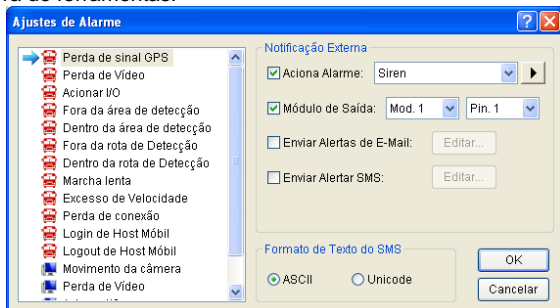 ra de ferramentas.
Ajustes de Alarme
Perda de sinal GPS
Perda de Vídeo
Acionar I/O
Fora da área de detecção
Dentro da área de detecção
Fora da rota de Detecção
Dentro da rota de Detecção
Marcha lenta
Excesso de Velocidade
Perda de conexão
Login de Host Móbil
Logout de Host Móbil
Movimento da câmera
Perda de Vídeo
Notificação Externa
Aciona Alarme: Siren
Módulo de Saída: Mod. 1 Pin. 1
Enviar Alertas de E-Mail: Editar...
Enviar Alertar SMS: Editar...
Formato de Texto do SMS
ASCII Unicode
OK
Cancelar